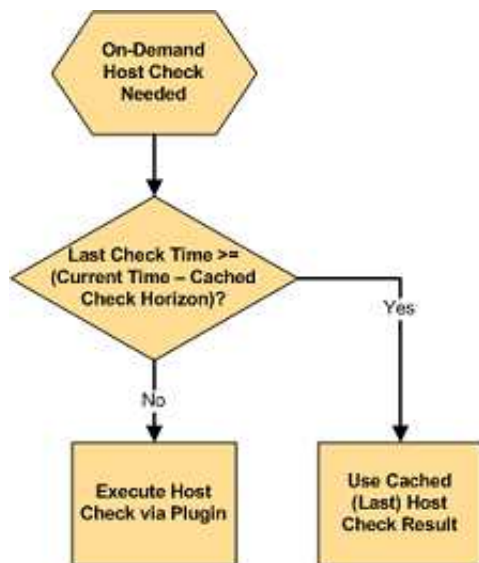 On-Demand
Host Check
Needed
Last Check Time >=
(Current Time – Cached
Check Horizon)?
Yes
No
Execute Host
Check via Plugin
Use Cached
(Last) Host
Check Result